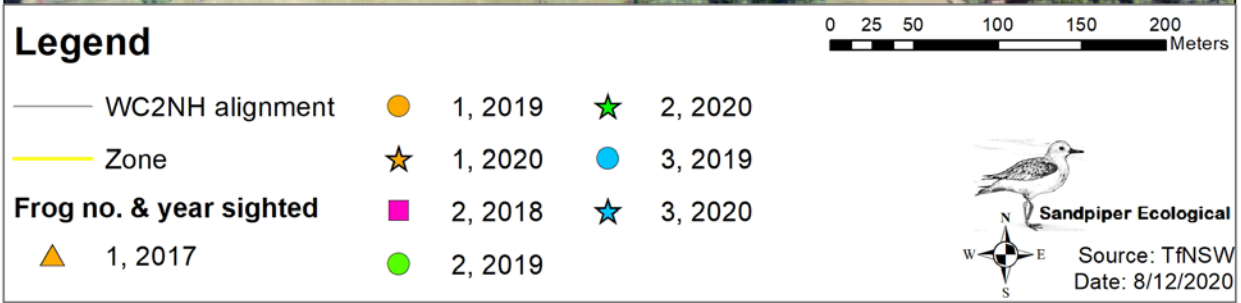 Legend
WC2NH alignment
Zone
Frog no. & year sighted
1, 2017
1, 2019
1, 2020
2, 2018
2, 2019
2, 2020
3, 2019
3, 2020
0 25 50 100 150 200
Meters
Sandpiper Ecological
N
W E
S
Source: TfNSW
Date: 8/12/2020